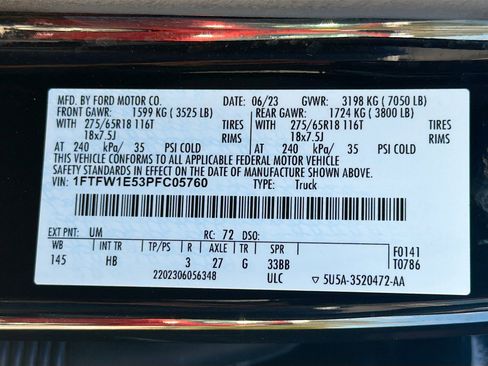 MFD. BY FORD MOTOR CO. DATE: 06/23 GVWR: 3198 KG ( 7050 LB)
FRONT GAWR: 1599 KG ( 3525 LB) REAR GAWR: 1724 KG ( 3800 LB)
WITH 275/65R18 116T TIRES WITH 275/65R18 116T TIRES
18x7.5J RIMS 18x7.5J RIMS
AT 240 kPa/ 35 PSI COLD AT 240 kPa/ 35 PSI COLD
THIS VEHICLE CONFORMS TO ALL APPLICABLE FEDERAL MOTOR VEHICLE
SAFETY STANDARDS IN EFFECT ON THE DATE OF MANUFACTURE SHOWN ABOVE.
VIN: 1FTFW1E53PFC05760 TYPE: Truck
EXT PNT: UM RC: 72 DSO:
WB INT TR TP/PS R AXLE TR SPR F0141
145 HB 3 27 G 33BB T0786
2202306056348 ULC 5U5A-3520472-AA